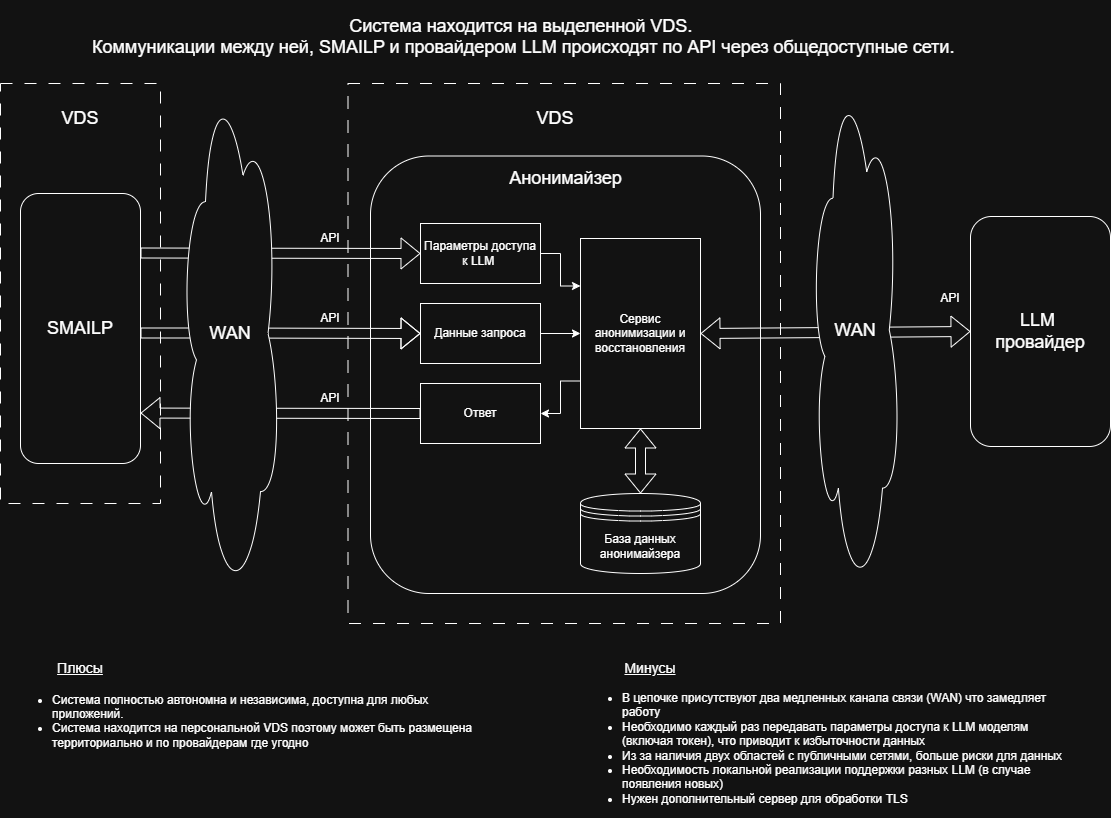 Система находится на выделенной VDS.
Коммуникации между ней, SMAILP и провайдером LLM происходят по API через общедоступные сети.
VDS
VDS
Анонимайзер
SMAILP
WAN
API
API
API
Параметры доступа
к LLM
Данные запроса
Ответ
Сервис
анонимизации и
восстановления
База данных
анонимайзера
WAN
API
LLM
провайдер
Плюсы
Система полностью автономна и независима, доступна для любых
приложений.
Система находится на персональной VDS поэтому может быть размещена
территориально и по провайдерам где угодно
Минусы
В цепочке присутствуют два медленных канала связи (WAN) что замедляет
работу
Необходимо каждый раз передавать параметры доступа к LLM моделям
(включая токен), что приводит к избыточности данных
Из за наличия двух областей с публичными сетями, больше риски для данных
Необходимость локальной реализации поддержки разных LLM (в случае
появления новых)
Нужен дополнительный сервер для обработки TLS